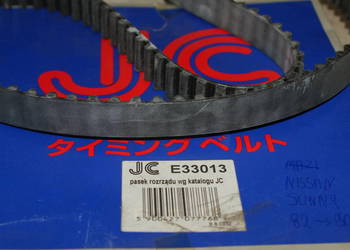 JC
タイミング ベルト
JC E33013
pasek rozrządu wg katalogu JC
NISSAN
SUNNY